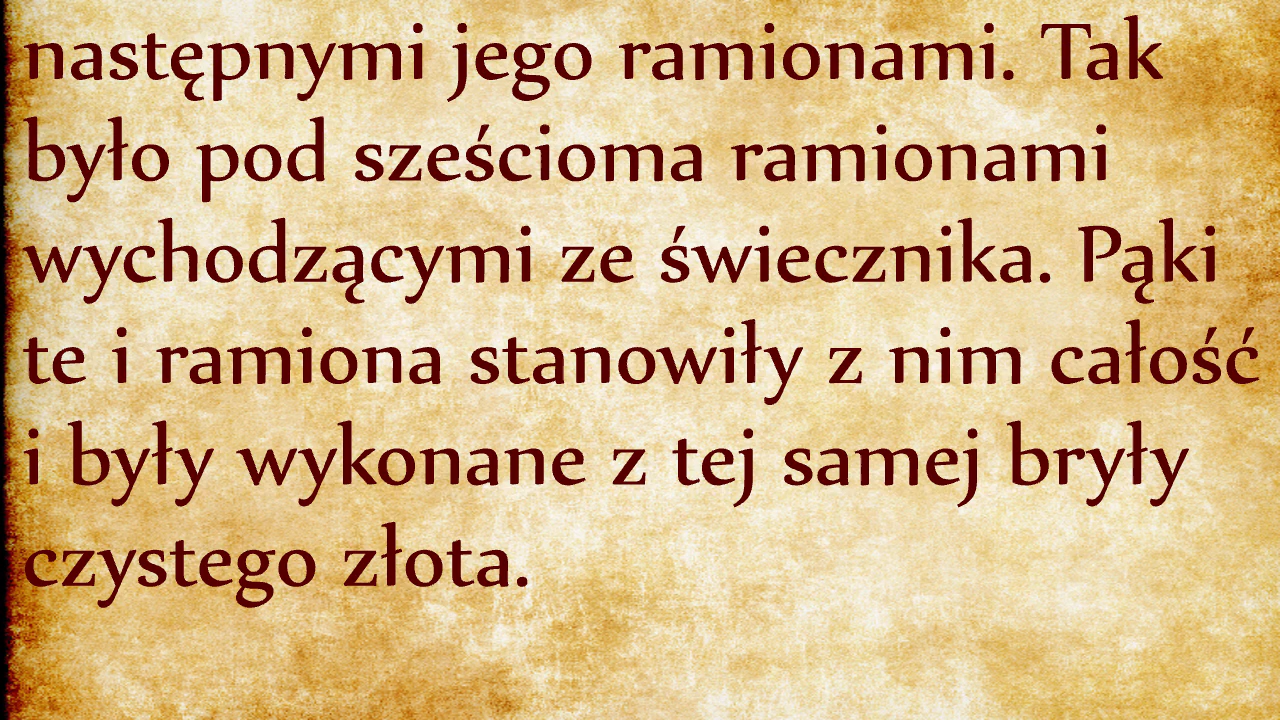 następnymi jego ramionami. Tak
było pod sześcioma ramionami
wychodzącymi ze świecznika. Pąki
te i ramiona stanowiły z nim całość
i były wykonane z tej samej bryły
czystego złota.